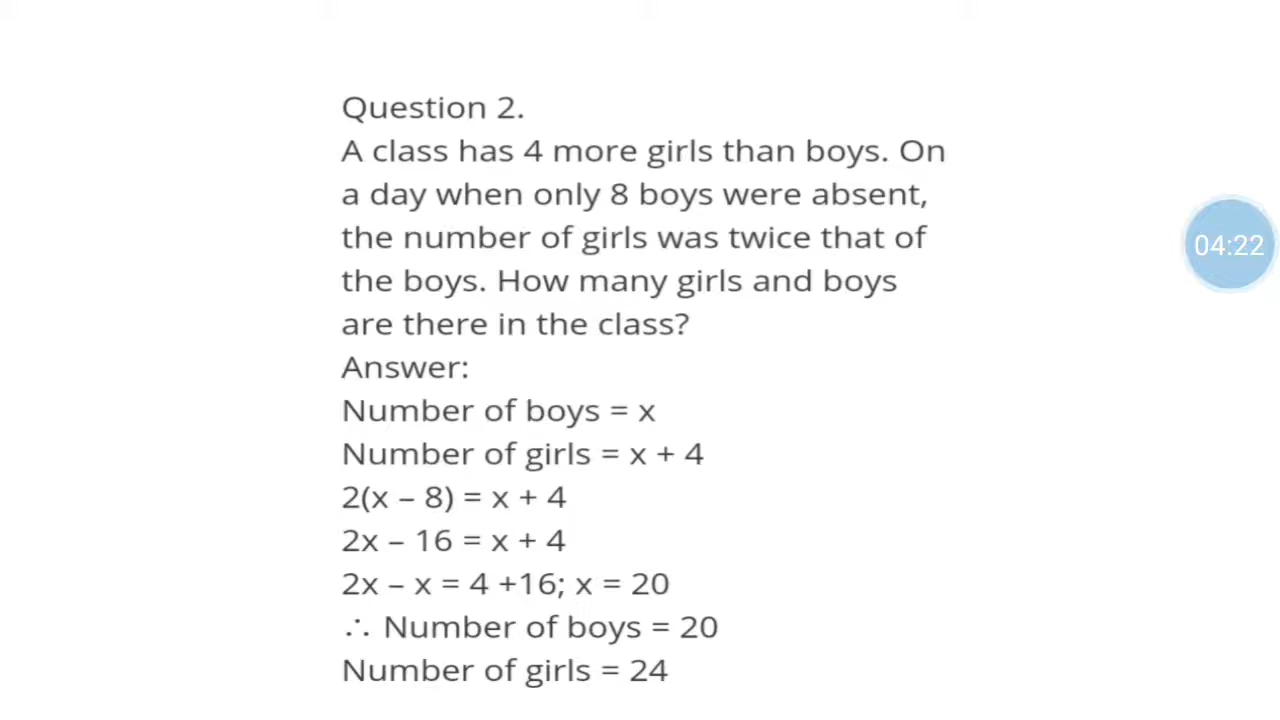 Question 2.
A class has 4 more girls than boys. On
a day when only 8 boys were absent,
the number of girls was twice that of
the boys. How many girls and boys
are there in the class?
Answer:
Number of boys = x
Number of girls = x + 4
2(x – 8) = x + 4
2x – 16 = x + 4
2x – x = 4 +16; x = 20
∴ Number of boys = 20
Number of girls = 24
04:22